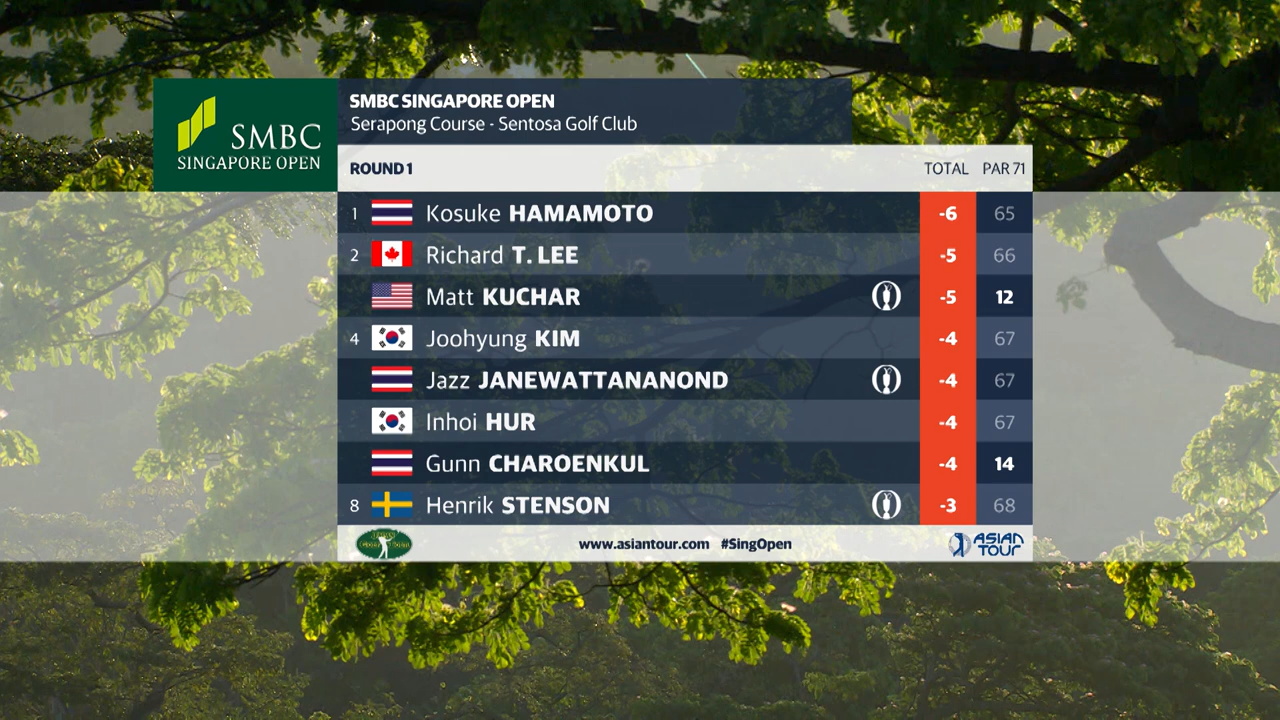 SMBC
SINGAPORE OPEN
SMBC SINGAPORE OPEN
Serapong Course - Sentosa Golf Club
ROUND 1 TOTAL PAR 71
1 Kosuke HAMAMOTO -6 65
2 Richard T. LEE -5 66
Matt KUCHAR -5 12
4 Joohyung KIM -4 67
Jazz JANEWATTANANOND -4 67
Inhoi HUR -4 67
Gunn CHAROENKUL -4 14
8 Henrik STENSON -3 68
www.asiantour.com #SingOpen
ASIAN
TOUR